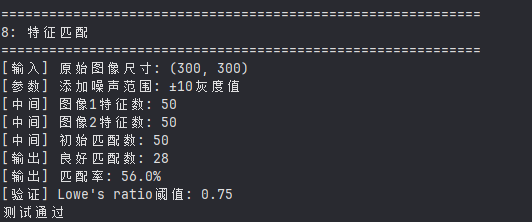 ============================================================
8: 特征匹配
============================================================
[输入] 原始图像尺寸: (300, 300)
[参数] 添加噪声范围: ±10灰度值
[中间] 图像1特征数: 50
[中间] 图像2特征数: 50
[中间] 初始匹配数: 50
[输出] 良好匹配数: 28
[输出] 匹配率: 56.0%
[验证] Lowe's ratio阈值: 0.75
测试通过